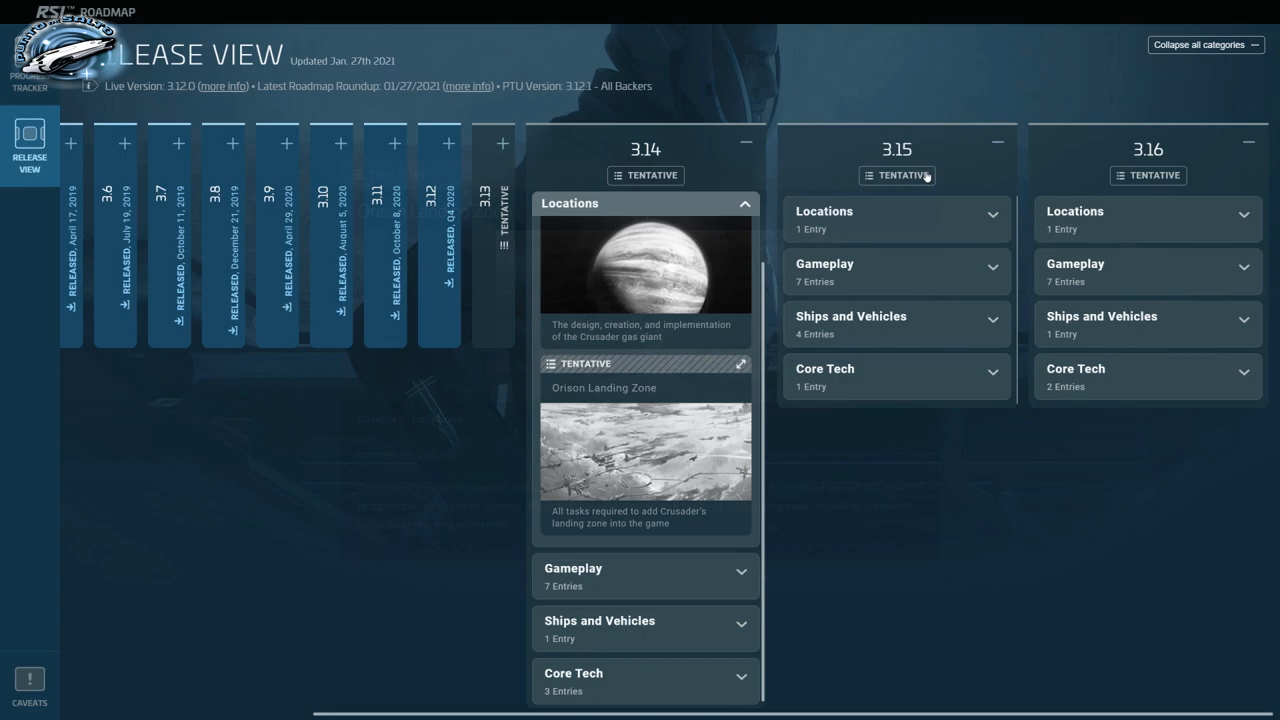 RSI™ ROADMAP
PUNTO DE SALTO
LEASE VIEW Updated Jan. 27th 2021
Collapse all categories
TRACKER
Live Version: 3.12.0 (more info) • Latest Roadmap Roundup: 01/27/2021 (more info) • PTU Version: 3.12.1 - All Backers
RELEASE
VIEW
RELEASED, April 17, 2019
3.6
RELEASED, July 19, 2019
3.7
RELEASED, October 11, 2019
3.8
RELEASED, December 21, 2019
3.9
RELEASED, April 29, 2020
3.10
RELEASED, August 5, 2020
3.11
RELEASED, October 8, 2020
3.12
RELEASED, Q4 2020
3.13
TENTATIVE
3.14
TENTATIVE
Locations
The design, creation, and implementation
of the Crusader gas giant
TENTATIVE
Orison Landing Zone
All tasks required to add Crusader's
landing zone into the game
Gameplay
7 Entries
Ships and Vehicles
1 Entry
Core Tech
3 Entries
3.15
TENTATIVE
Locations
1 Entry
Gameplay
7 Entries
Ships and Vehicles
4 Entries
Core Tech
1 Entry
3.16
TENTATIVE
Locations
1 Entry
Gameplay
7 Entries
Ships and Vehicles
1 Entry
Core Tech
2 Entries
CAVEATS